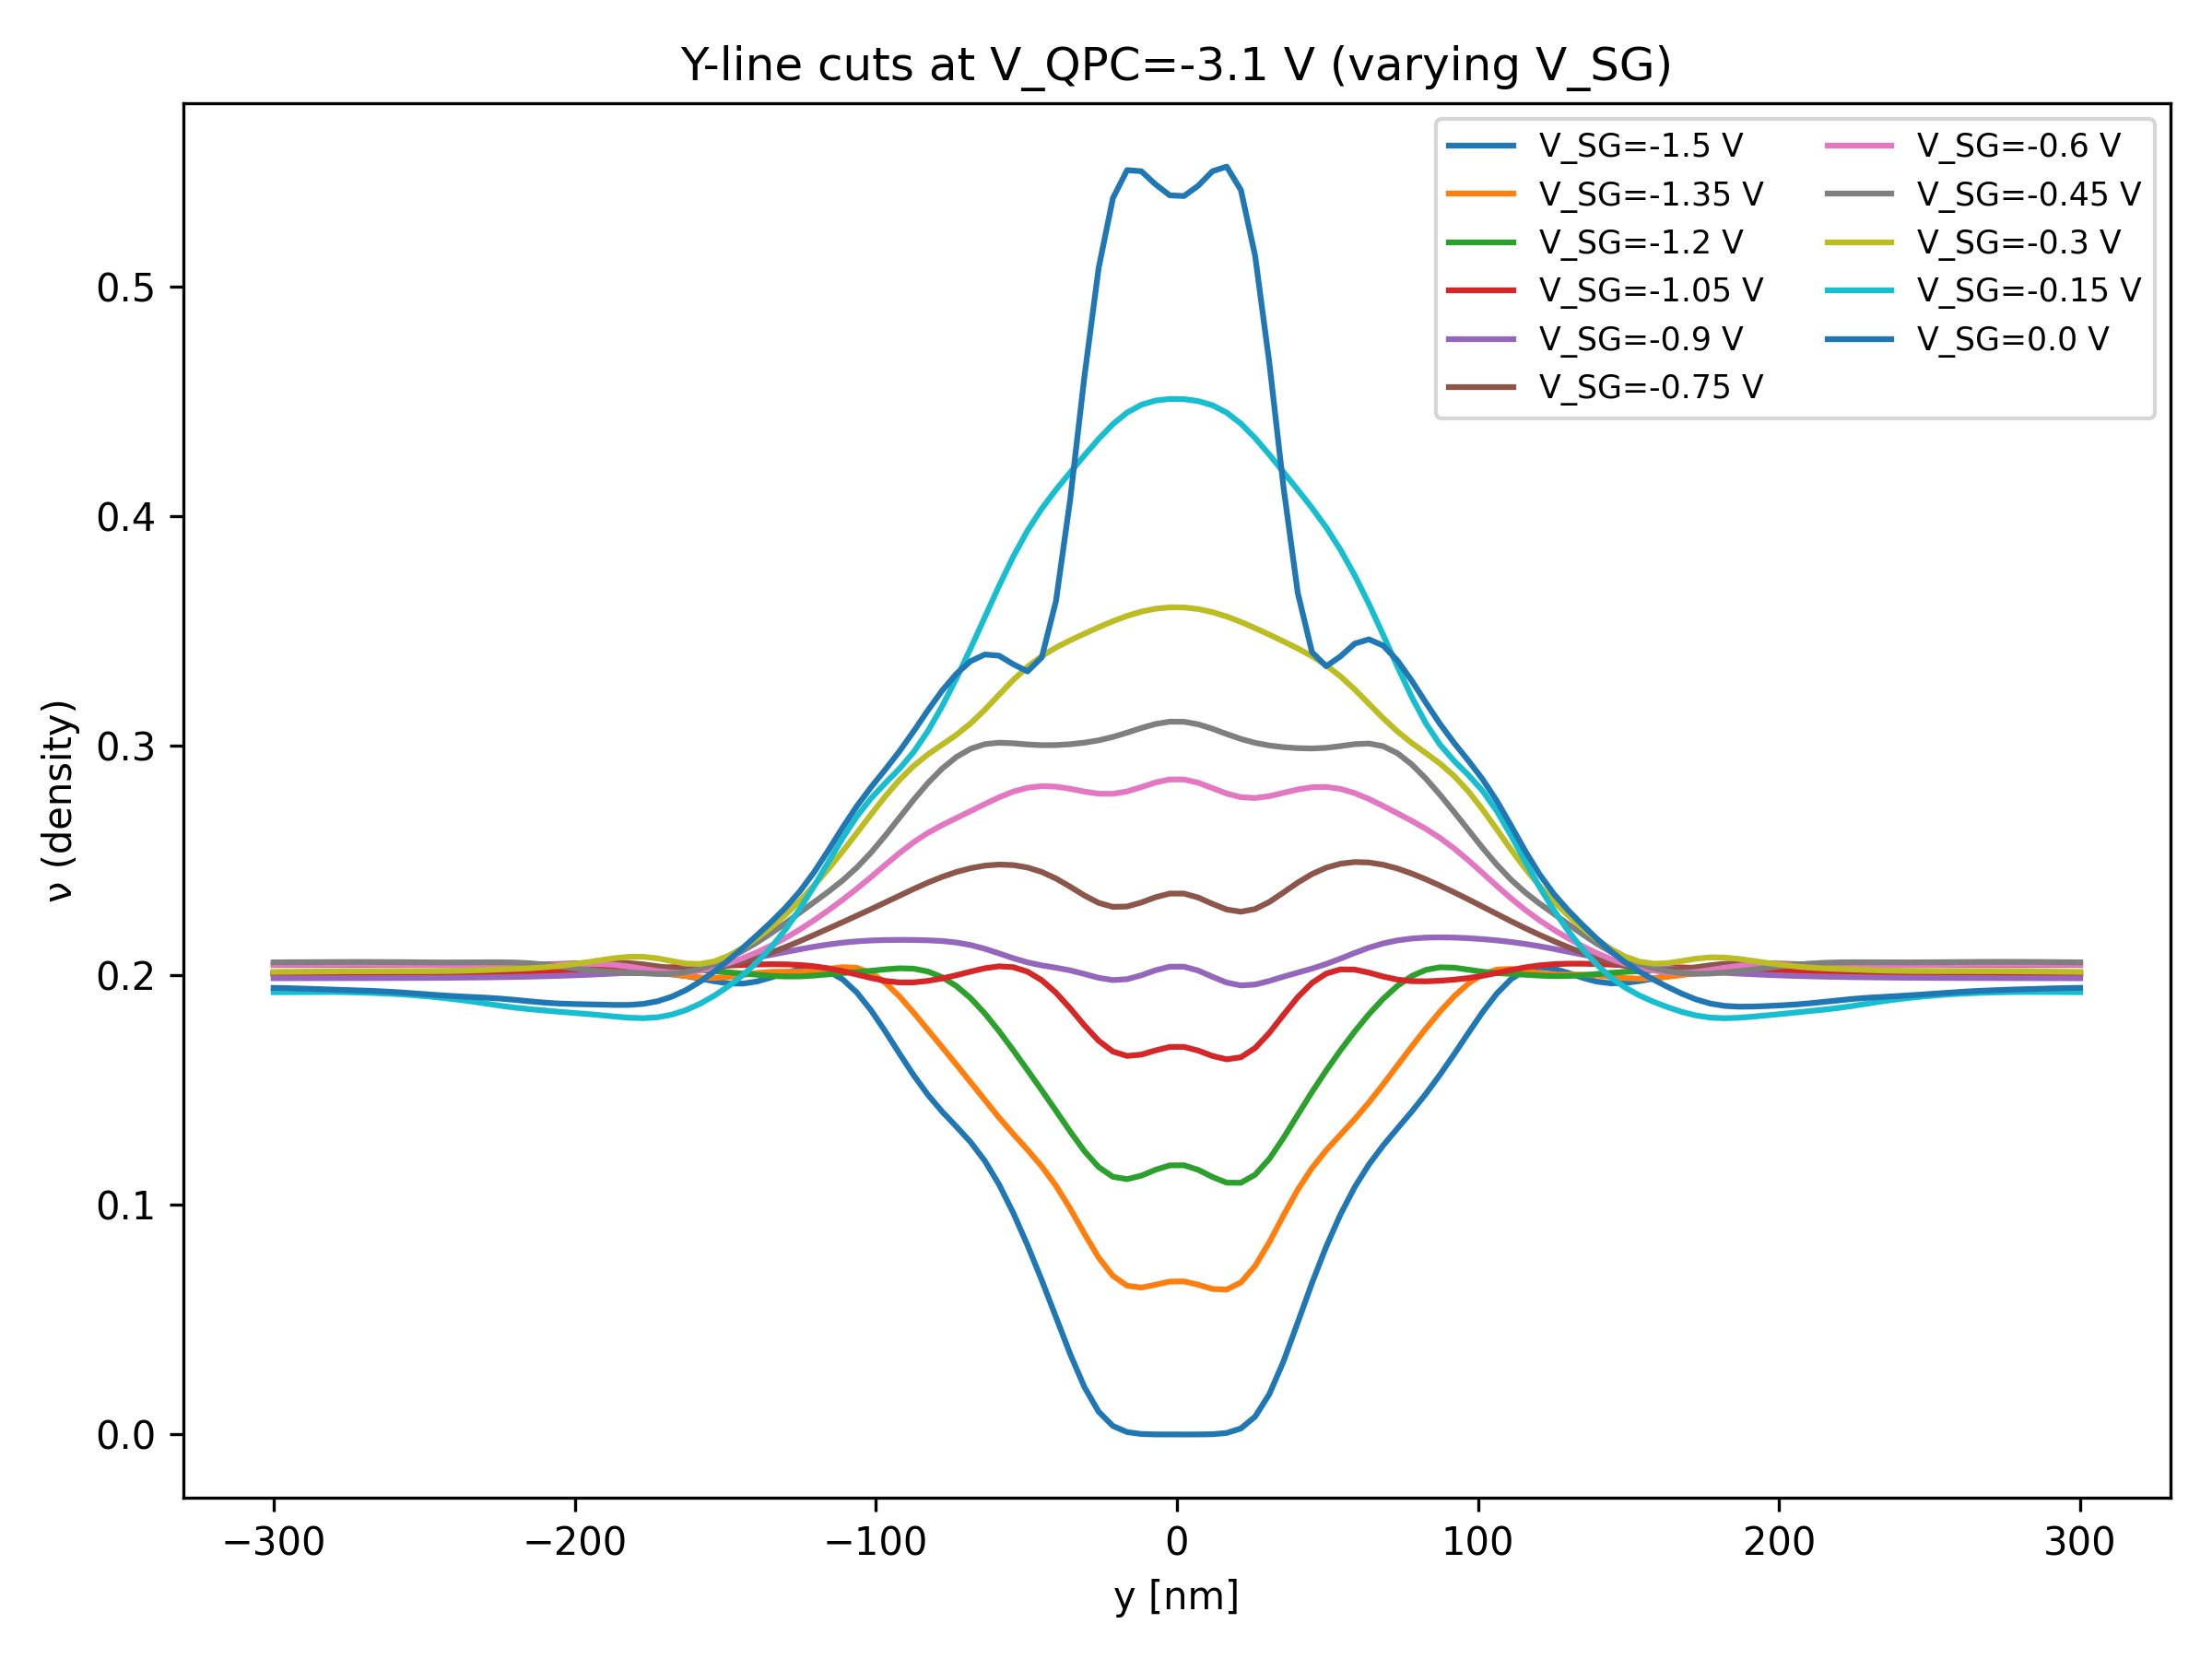 Y-line cuts at V_QPC=-3.1 V (varying V_SG)
V_SG=-1.5 V
V_SG=-1.35 V
V_SG=-1.2 V
V_SG=-1.05 V
V_SG=-0.9 V
V_SG=-0.75 V
V_SG=-0.6 V
V_SG=-0.45 V
V_SG=-0.3 V
V_SG=-0.15 V
V_SG=0.0 V
ν (density)
0.5
0.4
0.3
0.2
0.1
0.0
−300
−200
−100
0
100
200
300
y [nm]